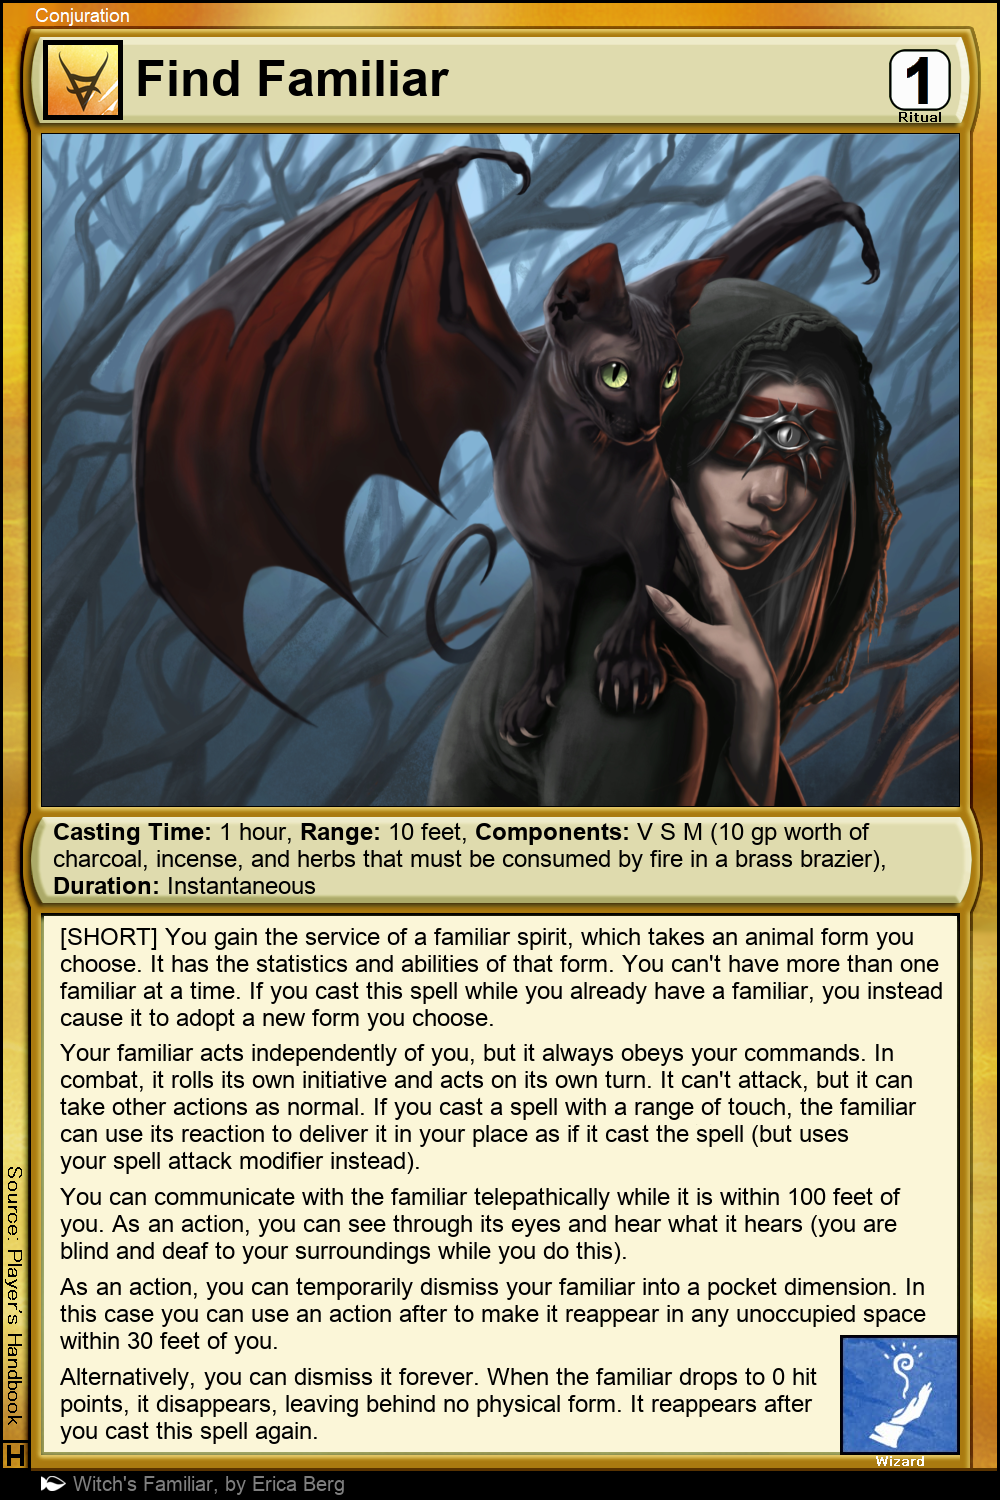 Conjuration
Find Familiar
1
Ritual
Casting Time: 1 hour, Range: 10 feet, Components: V S M (10 gp worth of
charcoal, incense, and herbs that must be consumed by fire in a brass brazier),
Duration: Instantaneous
[SHORT] You gain the service of a familiar spirit, which takes an animal form you
choose. It has the statistics and abilities of that form. You can't have more than one
familiar at a time. If you cast this spell while you already have a familiar, you instead
cause it to adopt a new form you choose.
Your familiar acts independently of you, but it always obeys your commands. In
combat, it rolls its own initiative and acts on its own turn. It can't attack, but it can
take other actions as normal. If you cast a spell with a range of touch, the familiar
can use its reaction to deliver it in your place as if it cast the spell (but uses
your spell attack modifier instead).
You can communicate with the familiar telepathically while it is within 100 feet of
you. As an action, you can see through its eyes and hear what it hears (you are
blind and deaf to your surroundings while you do this).
As an action, you can temporarily dismiss your familiar into a pocket dimension. In
this case you can use an action after to make it reappear in any unoccupied space
within 30 feet of you.
Alternatively, you can dismiss it forever. When the familiar drops to 0 hit
points, it disappears, leaving behind no physical form. It reappears after
you cast this spell again.
Wizard
Source: Player's Handbook
H
Witch's Familiar, by Erica Berg